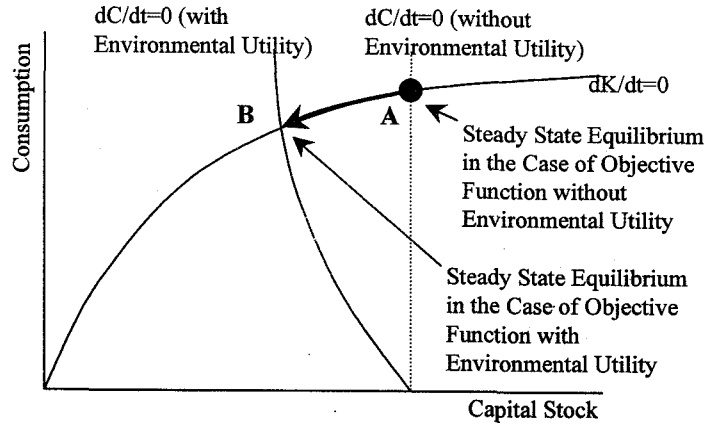 dC/dt=0 (with
Environmental Utility)
dC/dt=0 (without
Environmental Utility)
dK/dt=0
B
A
Consumption
Steady State Equilibrium
in the Case of Objective
Function without
Environmental Utility
Steady State Equilibrium
in the Case of Objective
Function with
Environmental Utility
Capital Stock